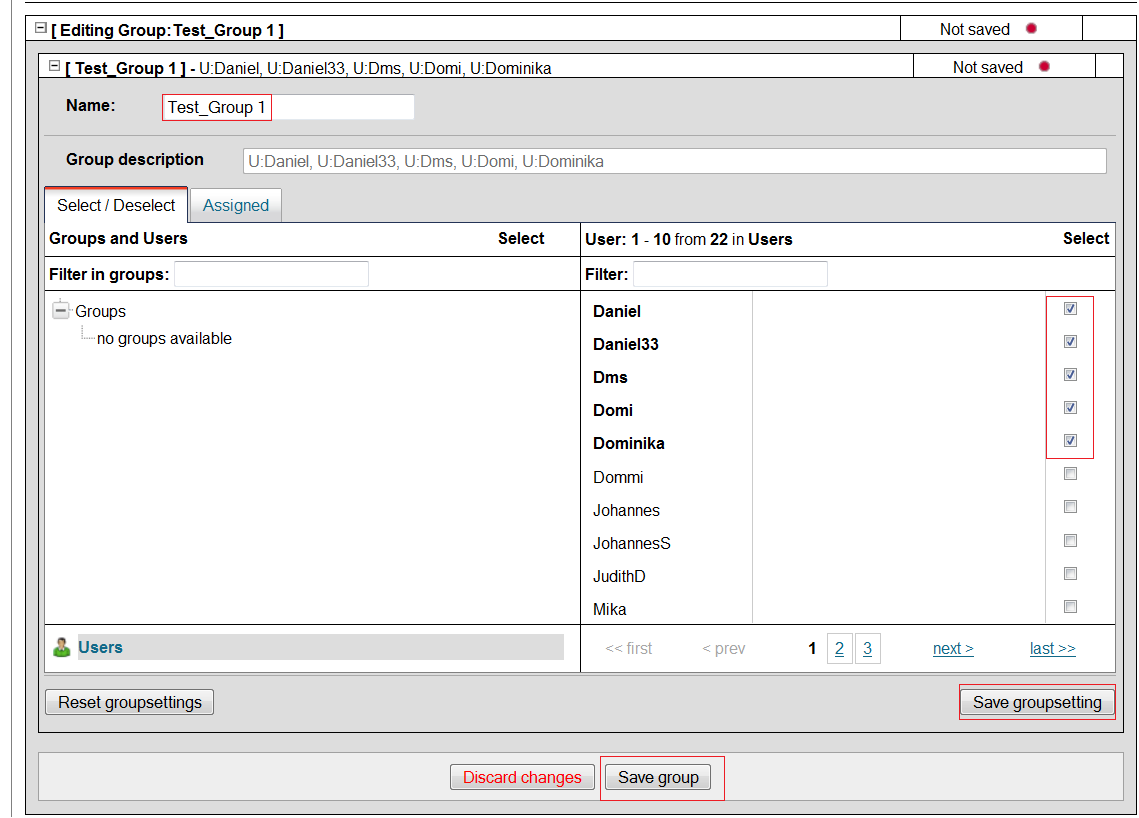 [ Editing Group:Test_Group 1 ] Not saved
[ Test_Group 1 ] - U:Daniel, U:Daniel33, U:Dms, U:Domi, U:Dominika Not saved
Name: Test_Group 1
Group description U:Daniel, U:Daniel33, U:Dms, U:Domi, U:Dominika
Select / Deselect Assigned
Groups and Users Select User: 1 - 10 from 22 in Users Select
Filter in groups: Filter:
Groups Daniel
no groups available Daniel33
Dms
Domi
Dominika
Dommi
Johannes
JohannesS
JudithD
Mika
Users << first < prev 1 2 3 next > last >>
Reset groupsettings Save groupsetting
Discard changes Save group